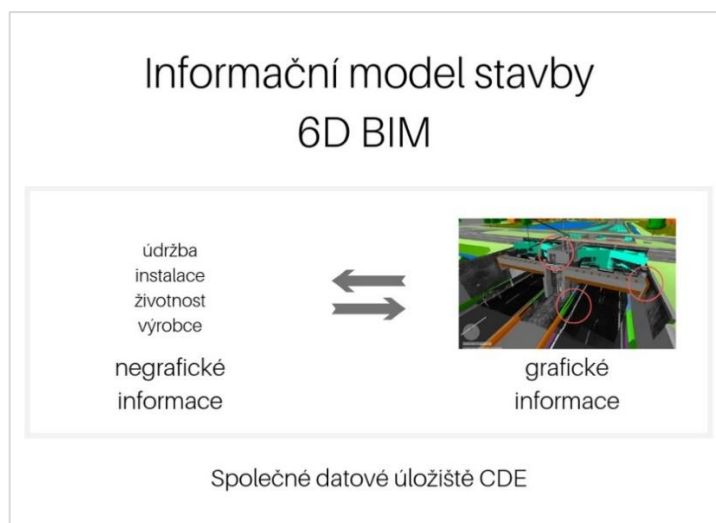 Informační model stavby
6D BIM
údržba
instalace
životnost
výrobce
negrafické
informace
grafické
informace
Společné datové úložiště CDE